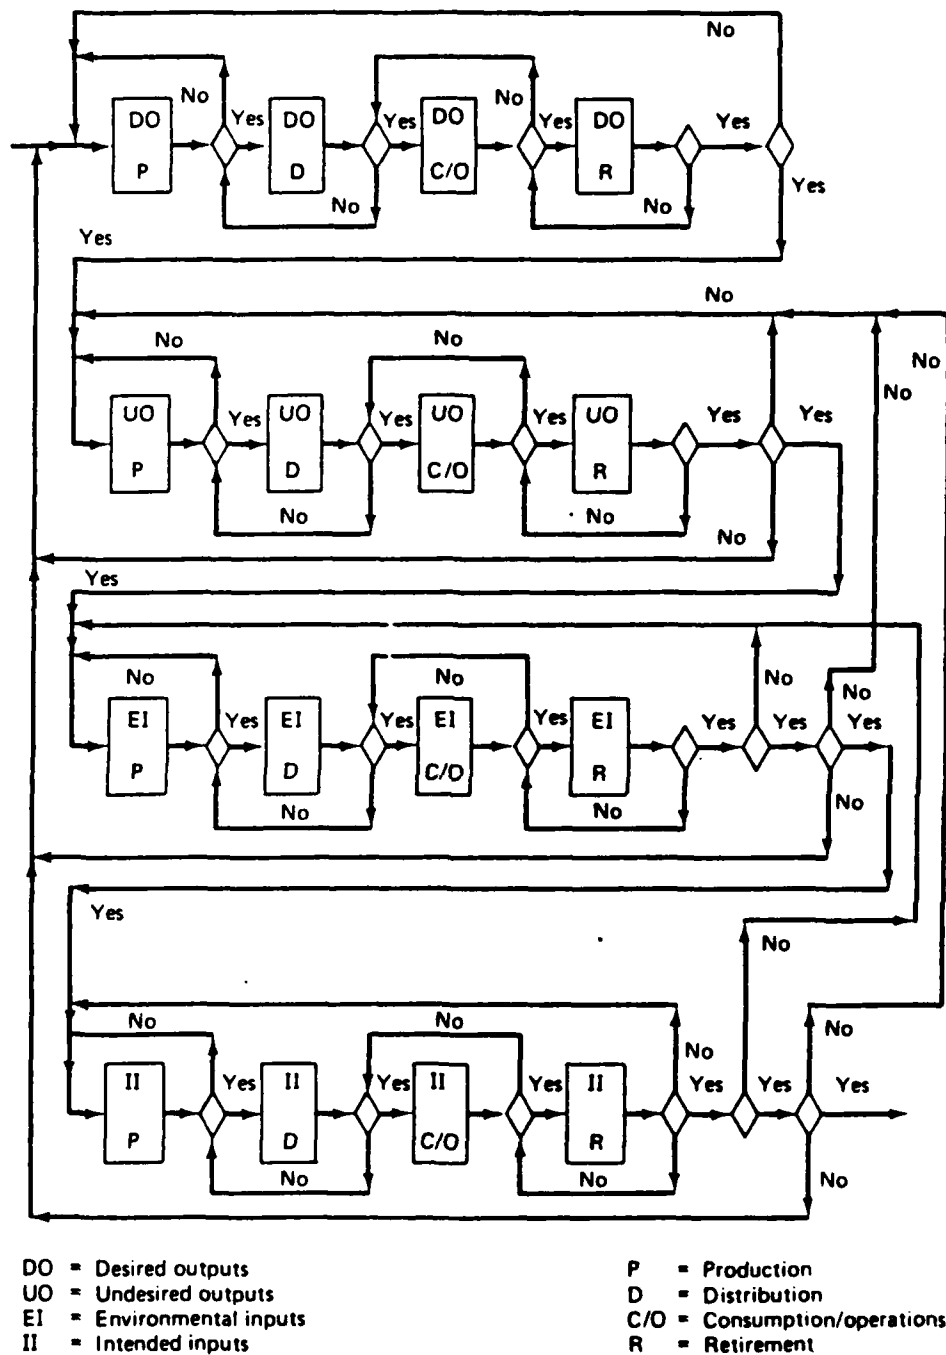 No
No No
DO Yes DO Yes DO Yes DO Yes
P D C/O R
No No Yes
Yes
No
No No No
No
UO Yes UO Yes UO Yes UO Yes Yes
P D C/O R
No No No
Yes
No No No No
EI Yes EI Yes EI Yes EI Yes Yes Yes
P D C/O R
No No No
Yes
No
No No No No
II Yes II Yes II Yes II Yes Yes Yes
P D C/O R
No No No
DO = Desired outputs
UO = Undesired outputs
EI = Environmental inputs
II = Intended inputs
P = Production
D = Distribution
C/O = Consumption/operations
R = Retirement